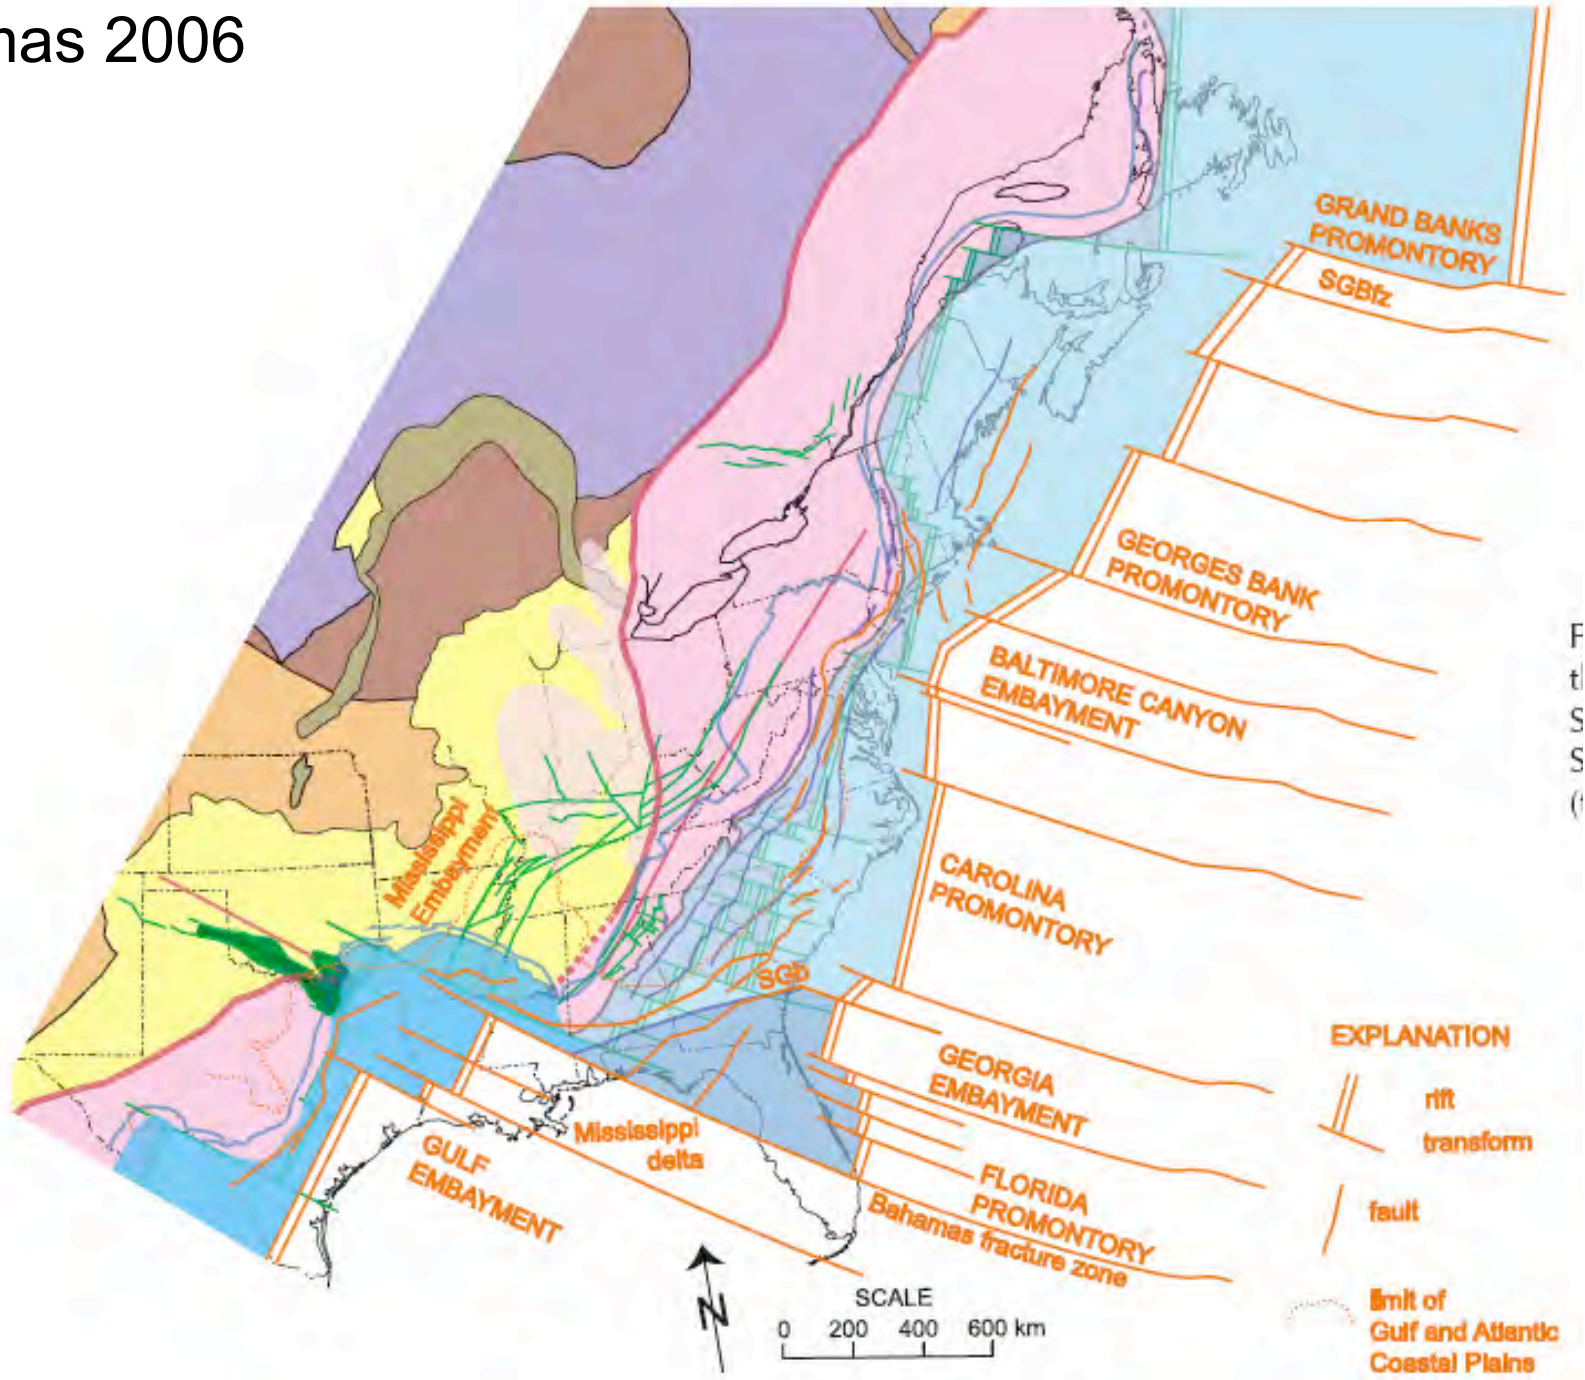 nas 2006
GRAND BANKS
PROMONTORY
SGBfz
GEORGES BANK
PROMONTORY
BALTIMORE CANYON
EMBAYMENT
Mississippi
Embayment
CAROLINA
PROMONTORY
SGb
GEORGIA
EMBAYMENT
Mississippi
delta
GULF
EMBAYMENT
FLORIDA
PROMONTORY
Bahamas fracture zone
N
SCALE
0 200 400 600 km
EXPLANATION
rift
transform
fault
limit of
Gulf and Atlantic
Coastal Plains
F
S
S